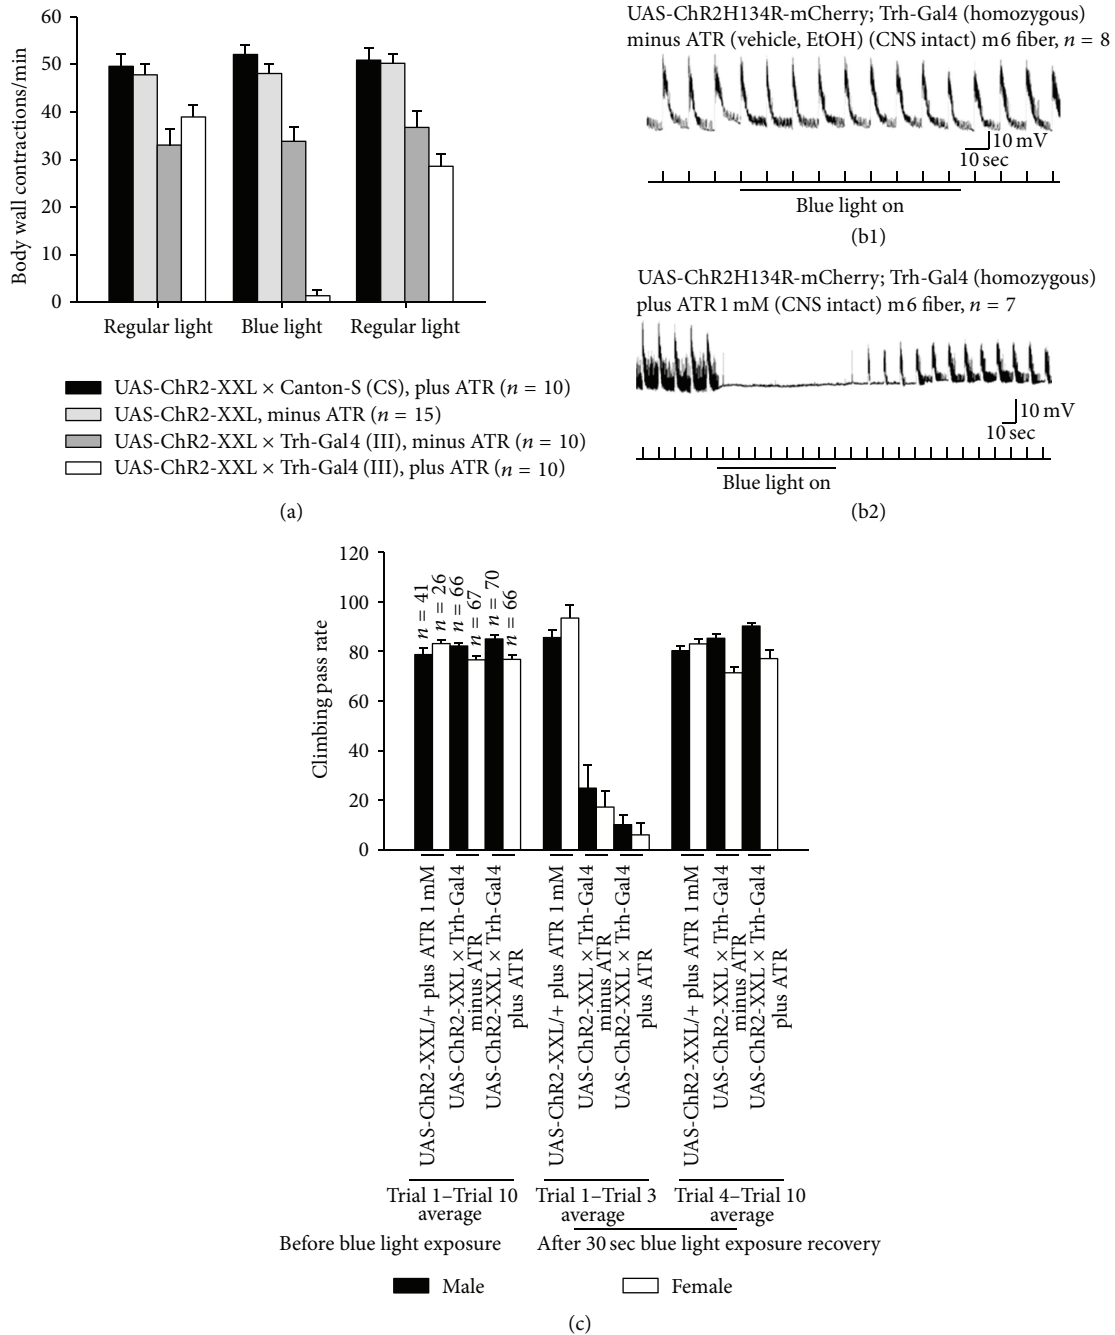 60
50
40
30
20
10
0
Body wall contractions/min
Regular light Blue light Regular light
UAS-ChR2-XXL × Canton-S (CS), plus ATR (n = 10)
UAS-ChR2-XXL, minus ATR (n = 15)
UAS-ChR2-XXL × Trh-Gal4 (III), minus ATR (n = 10)
UAS-ChR2-XXL × Trh-Gal4 (III), plus ATR (n = 10)
(a)
UAS-ChR2H134R-mCherry; Trh-Gal4 (homozygous)
minus ATR (vehicle, EtOH) (CNS intact) m6 fiber, n = 8
10 mV
10 sec
Blue light on
(b1)
UAS-ChR2H134R-mCherry; Trh-Gal4 (homozygous)
plus ATR 1 mM (CNS intact) m6 fiber, n = 7
10 mV
10 sec
Blue light on
(b2)
120
100
80
60
40
20
0
Climbing pass rate
n = 41
n = 26
n = 66
n = 67
n = 70
n = 66
UAS-ChR2-XXL/+ plus ATR 1 mM
UAS-ChR2-XXL × Trh-Gal4
minus ATR
UAS-ChR2-XXL × Trh-Gal4
plus ATR
UAS-ChR2-XXL/+ plus ATR 1 mM
UAS-ChR2-XXL × Trh-Gal4
minus ATR
UAS-ChR2-XXL × Trh-Gal4
plus ATR
UAS-ChR2-XXL/+ plus ATR 1 mM
UAS-ChR2-XXL × Trh-Gal4
minus ATR
UAS-ChR2-XXL × Trh-Gal4
plus ATR
Trial 1–Trial 10
average
Trial 1–Trial 3
average
Trial 4–Trial 10
average
Before blue light exposure
After 30 sec blue light exposure recovery
Male
Female
(c)